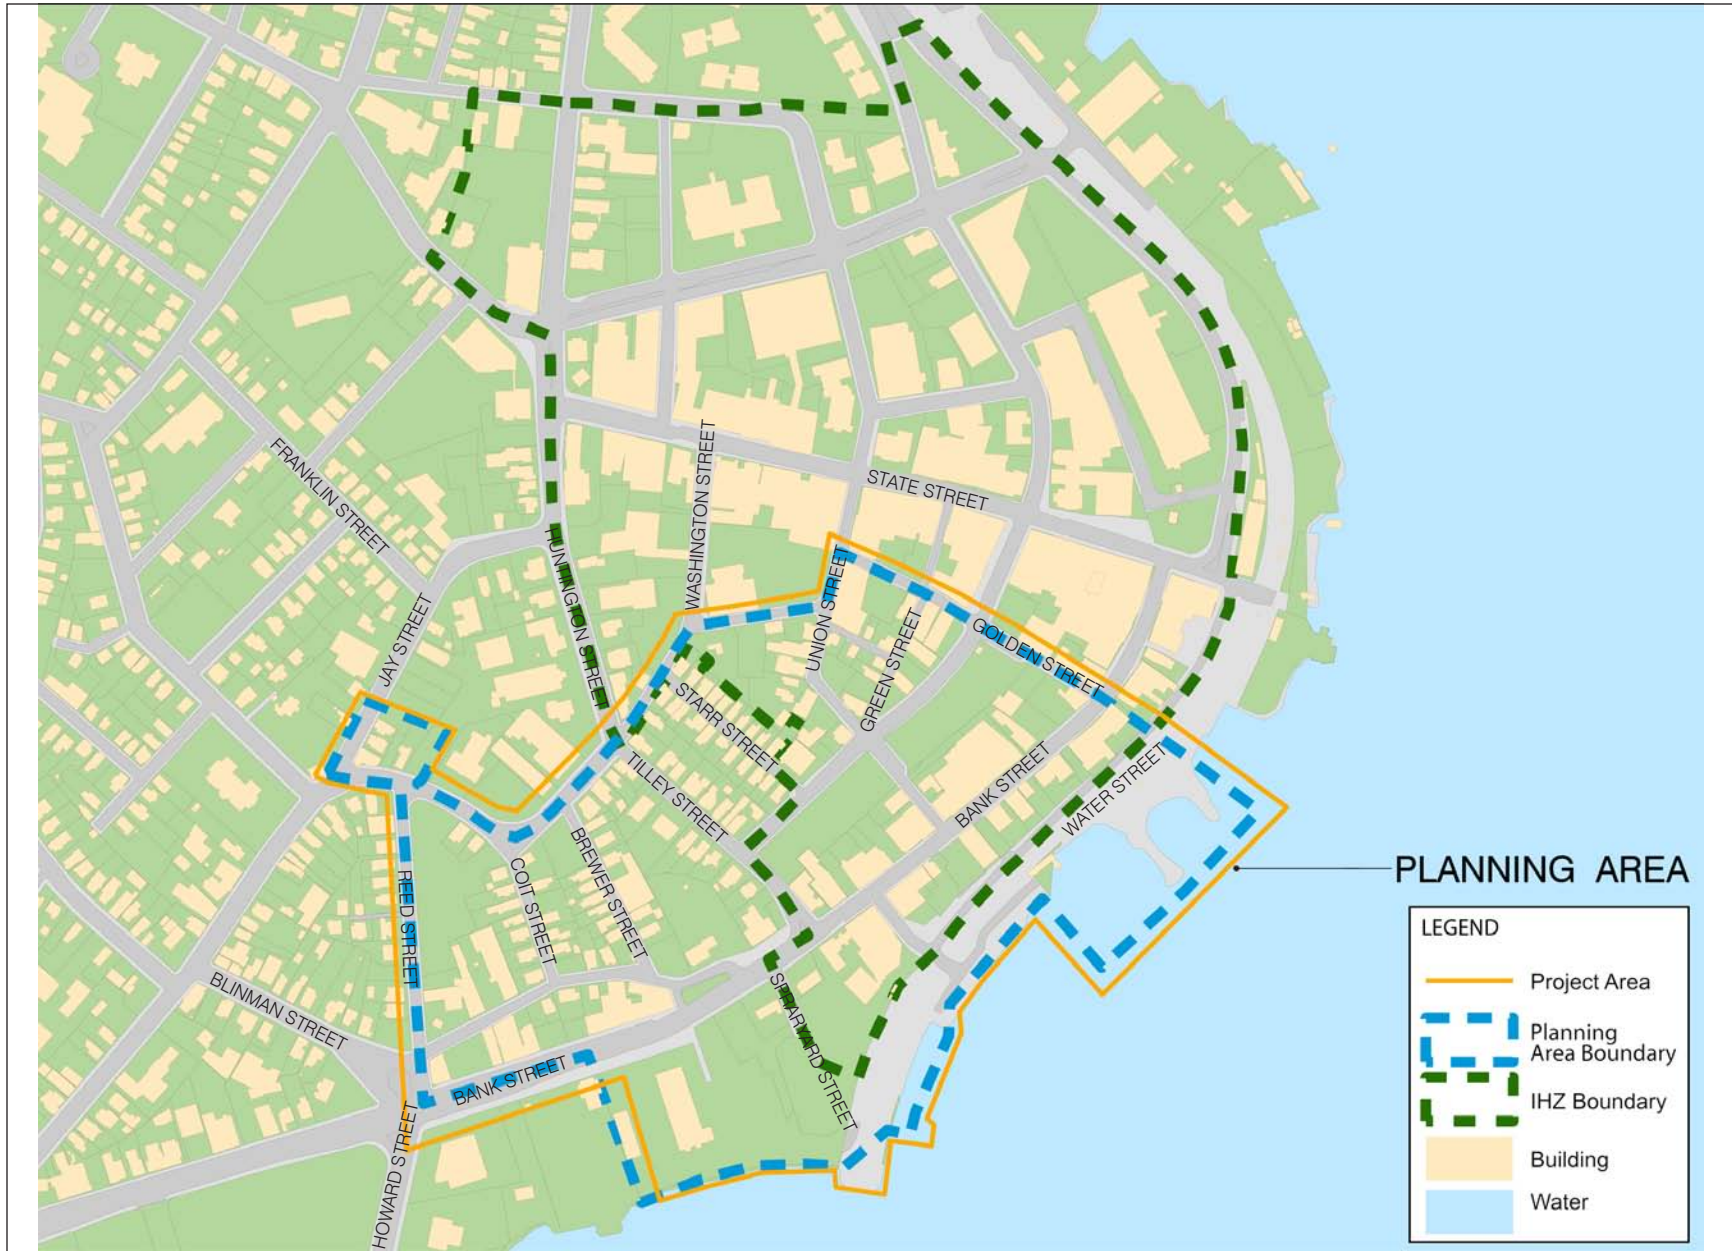 FRANKLIN STREET
WASHINGTON STREET
STATE STREET
HUNTINGTON STREET
UNION STREET
JAY STREET
GREEN STREET
GOLDEN STREET
STARR STREET
TILLEY STREET
BANK STREET
WATER STREET
BREWER STREET
COIT STREET
REED STREET
PLANNING AREA
BLINMAN STREET
SPRARYARD STREET
BANK STREET
HOWARD STREET
LEGEND
Project Area
Planning
Area Boundary
IHZ Boundary
Building
Water